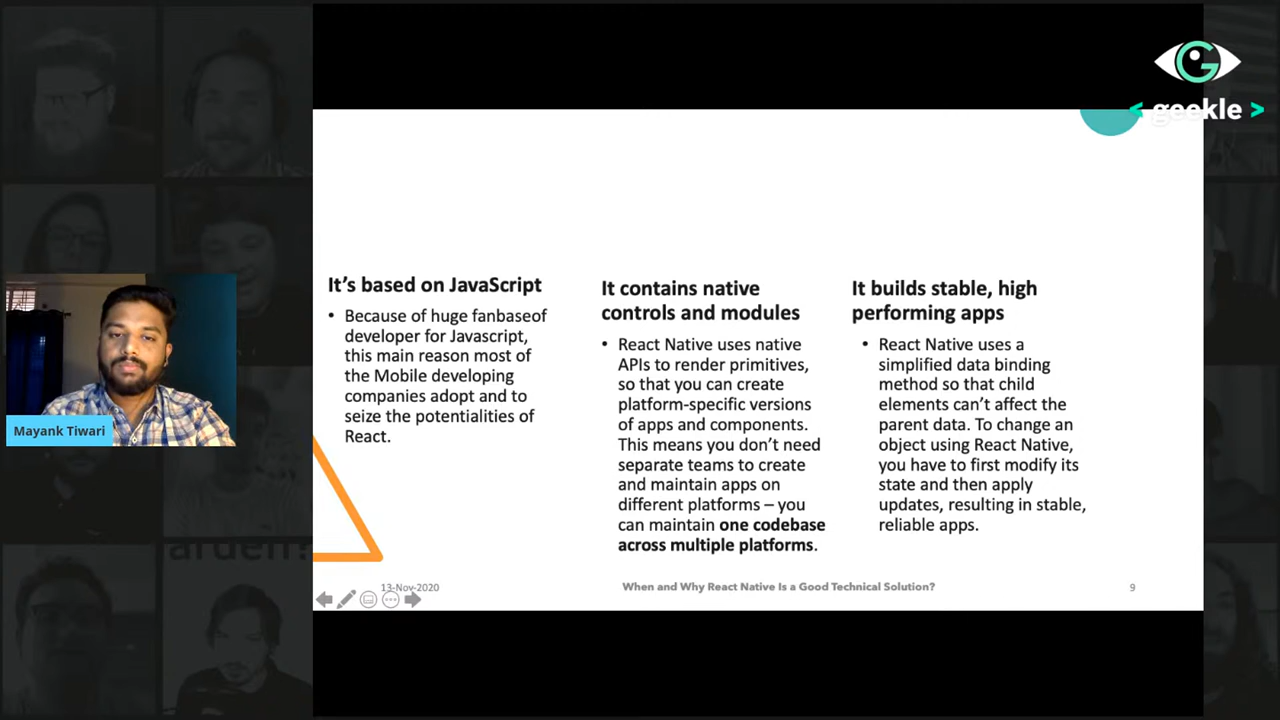 < geekle >
It's based on JavaScript
• Because of huge fanbaseof
developer for Javascript,
this main reason most of
the Mobile developing
companies adopt and to
seize the potentialities of
React.
It contains native
controls and modules
• React Native uses native
APIs to render primitives,
so that you can create
platform-specific versions
of apps and components.
This means you don't need
separate teams to create
and maintain apps on
different platforms – you
can maintain one codebase
across multiple platforms.
It builds stable, high
performing apps
• React Native uses a
simplified data binding
method so that child
elements can't affect the
parent data. To change an
object using React Native,
you have to first modify its
state and then apply
updates, resulting in stable,
reliable apps.
Mayank Tiwari
13-Nov-2020
When and Why React Native Is a Good Technical Solution?
9